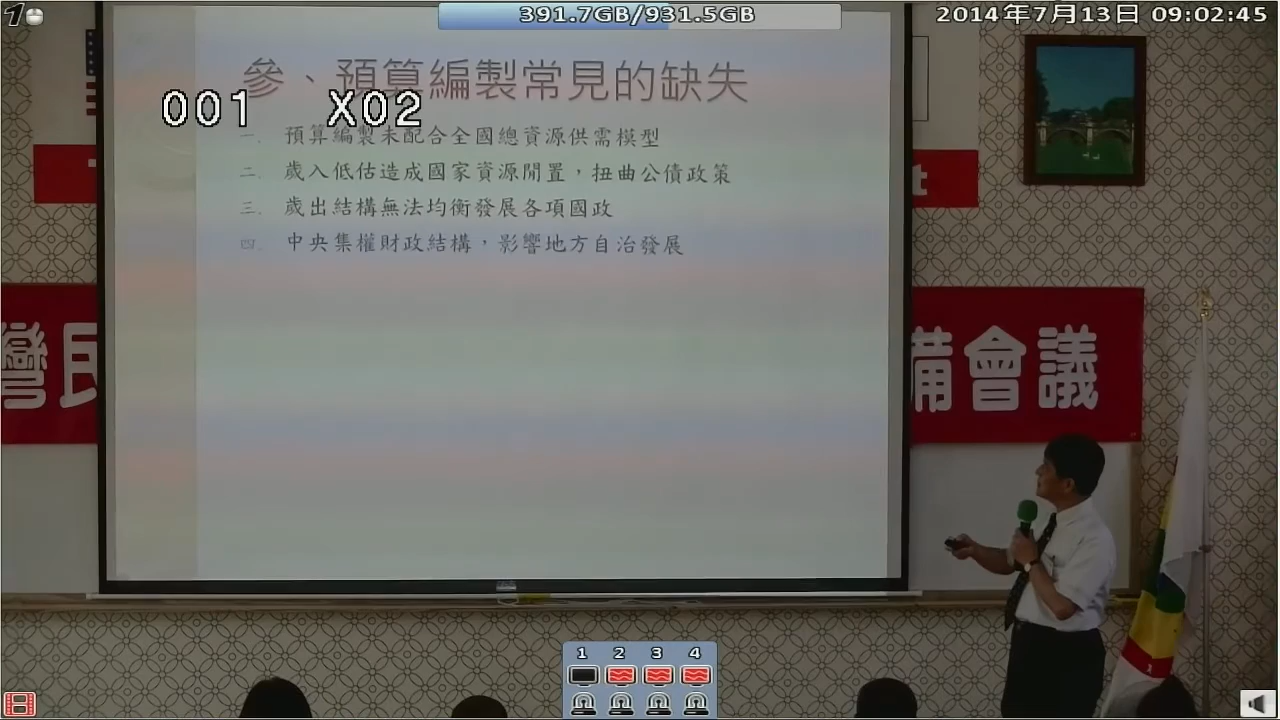 1
391.7GB/931.5GB
2014年7月13日 09:02:45
參、預算編製常見的缺失
001 X02
一. 預算編製未配合全國總資源供需模型
二. 歲入低估造成國家資源閒置，扭曲公債政策
三. 歲出結構無法均衡發展各項國政
四. 中央集權財政結構，影響地方自治發展
t
灣民
備會議
1 2 3 4